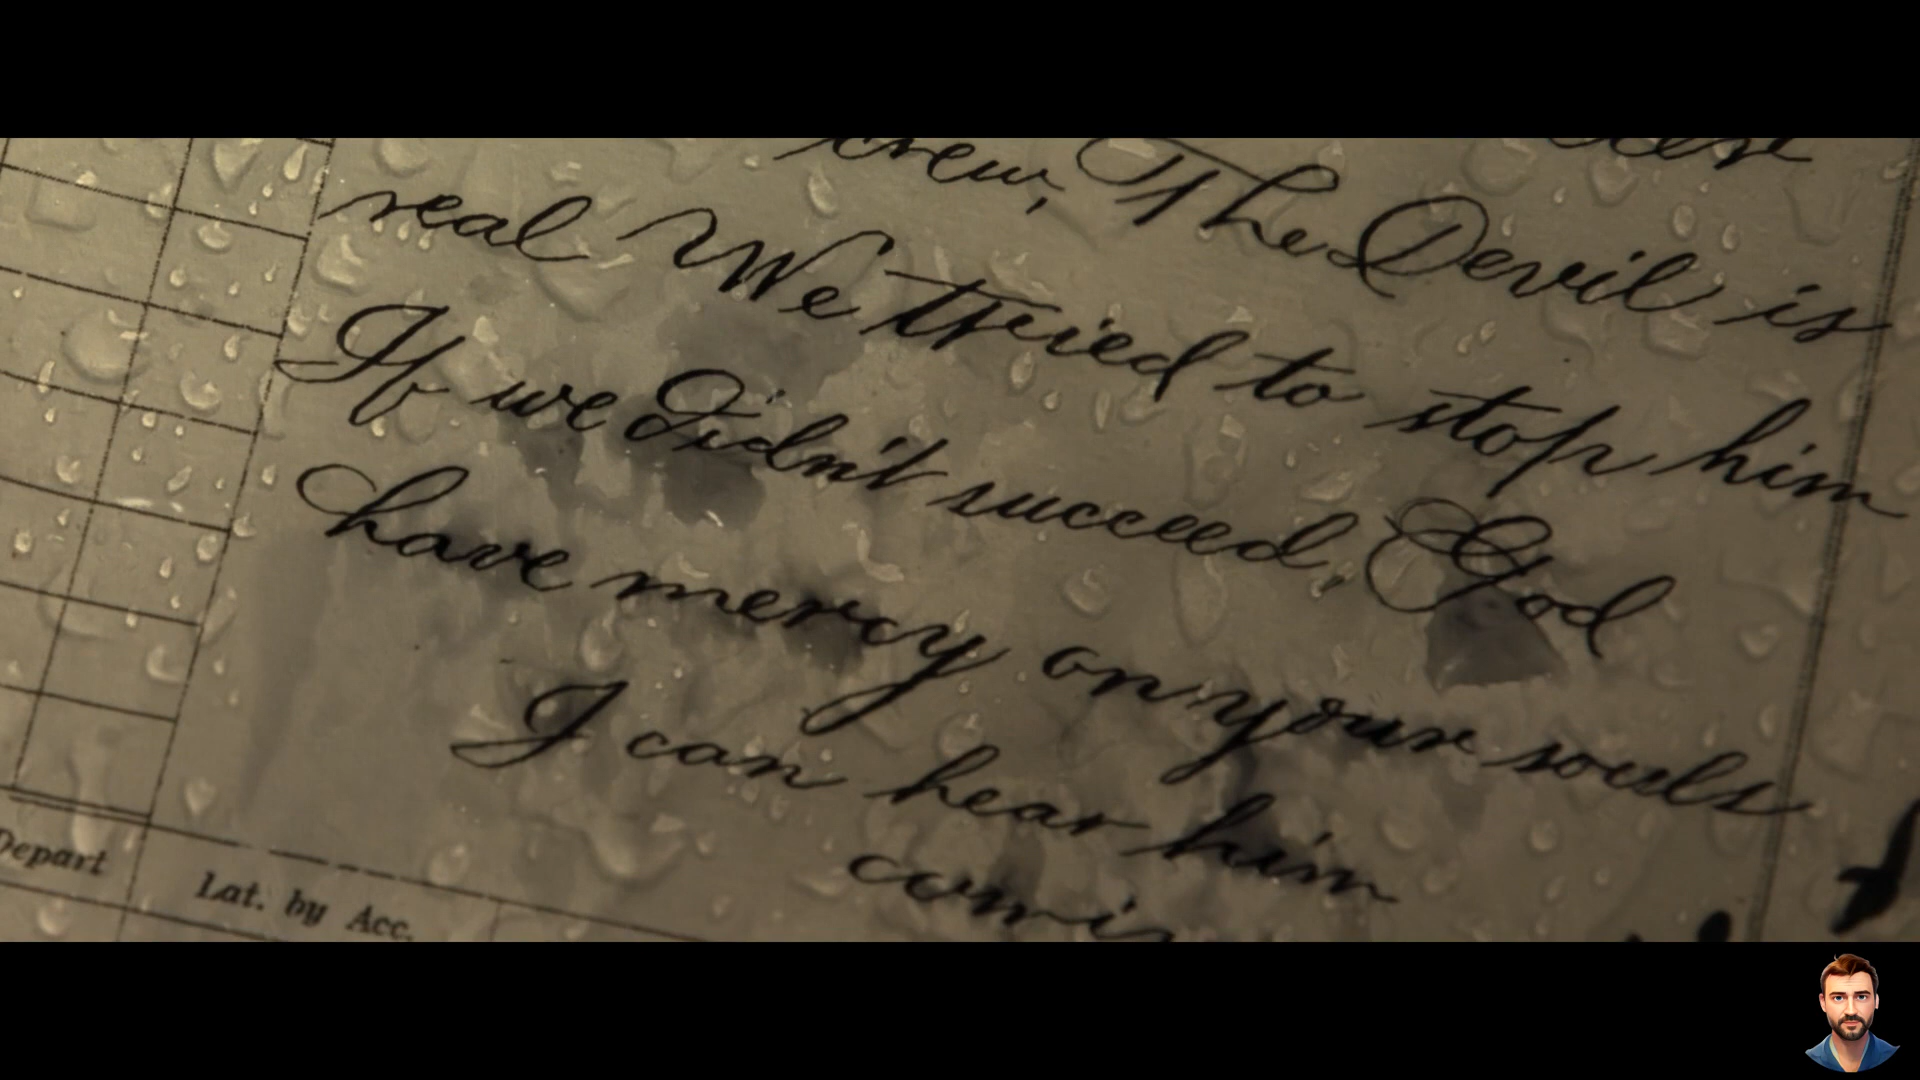 crew, The Devil is
real We tried to stop him
If we Didn't succeed, God
have mercy on your souls
I can hear him
comin
Depart
Lat. by Acc.